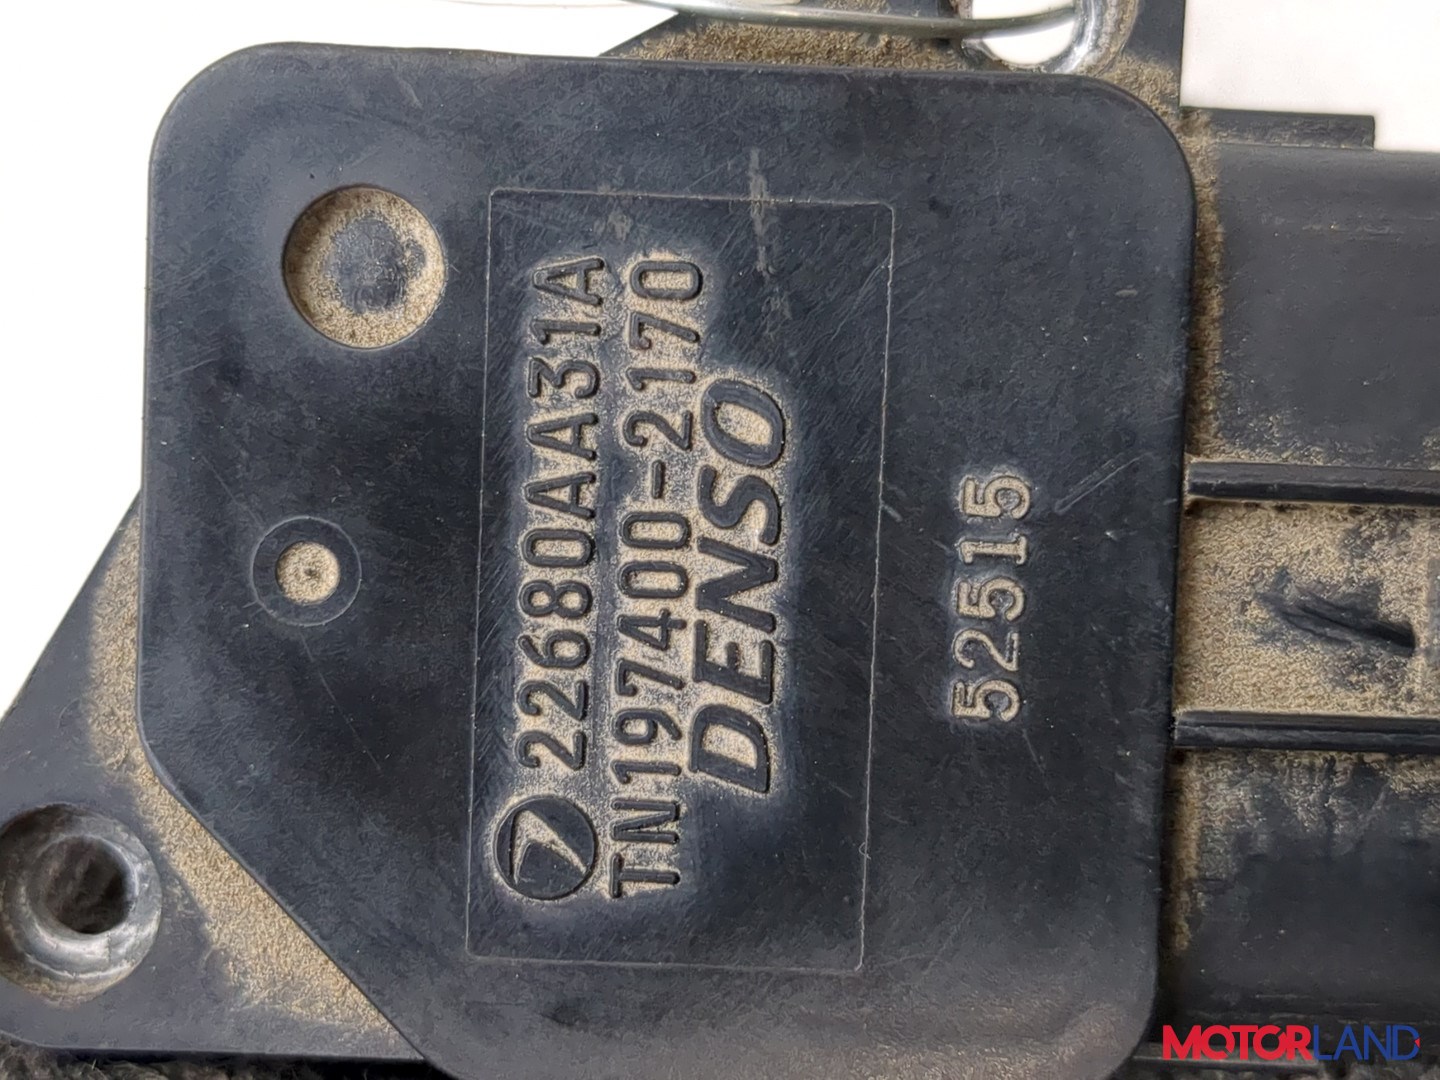 22680AA31A
TN197400-2170
DENSO
52515
MOTORLAND